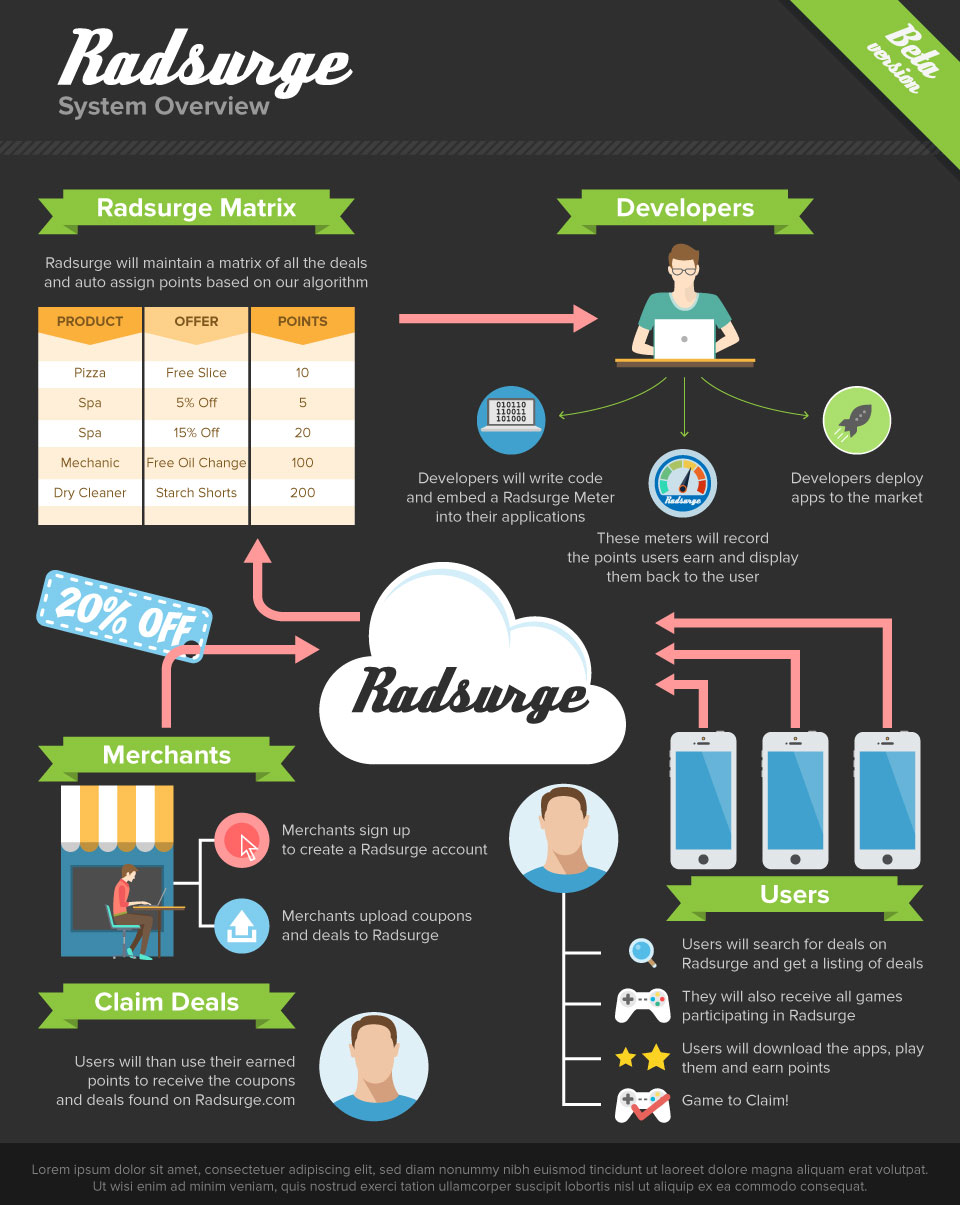 Radsurge
System Overview
Beta
version
Radsurge Matrix
Radsurge will maintain a matrix of all the deals
and auto assign points based on our algorithm
PRODUCT OFFER POINTS
Pizza Free Slice 10
Spa 5% Off 5
Spa 15% Off 20
Mechanic Free Oil Change 100
Dry Cleaner Starch Shorts 200
Developers
010110
110011
101000
Developers will write code
and embed a Radsurge Meter
into their applications
Radsurge
These meters will record
the points users earn and display
them back to the user
Developers deploy
apps to the market
20% OFF
Radsurge
Merchants
Merchants sign up
to create a Radsurge account
Merchants upload coupons
and deals to Radsurge
Users
Users will search for deals on
Radsurge and get a listing of deals
They will also receive all games
participating in Radsurge
Users will download the apps, play
them and earn points
Game to Claim!
Claim Deals
Users will than use their earned
points to receive the coupons
and deals found on Radsurge.com
Lorem ipsum dolor sit amet, consectetuer adipiscing elit, sed diam nonummy nibh euismod tincidunt ut laoreet dolore magna aliquam erat volutpat.
Ut wisi enim ad minim veniam, quis nostrud exerci tation ullamcorper suscipit lobortis nisl ut aliquip ex ea commodo consequat.